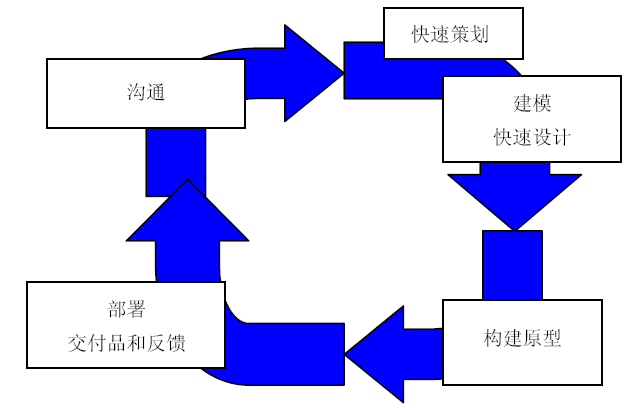 快速策划
沟通
建模
快速设计
部署
交付品和反馈
构建原型